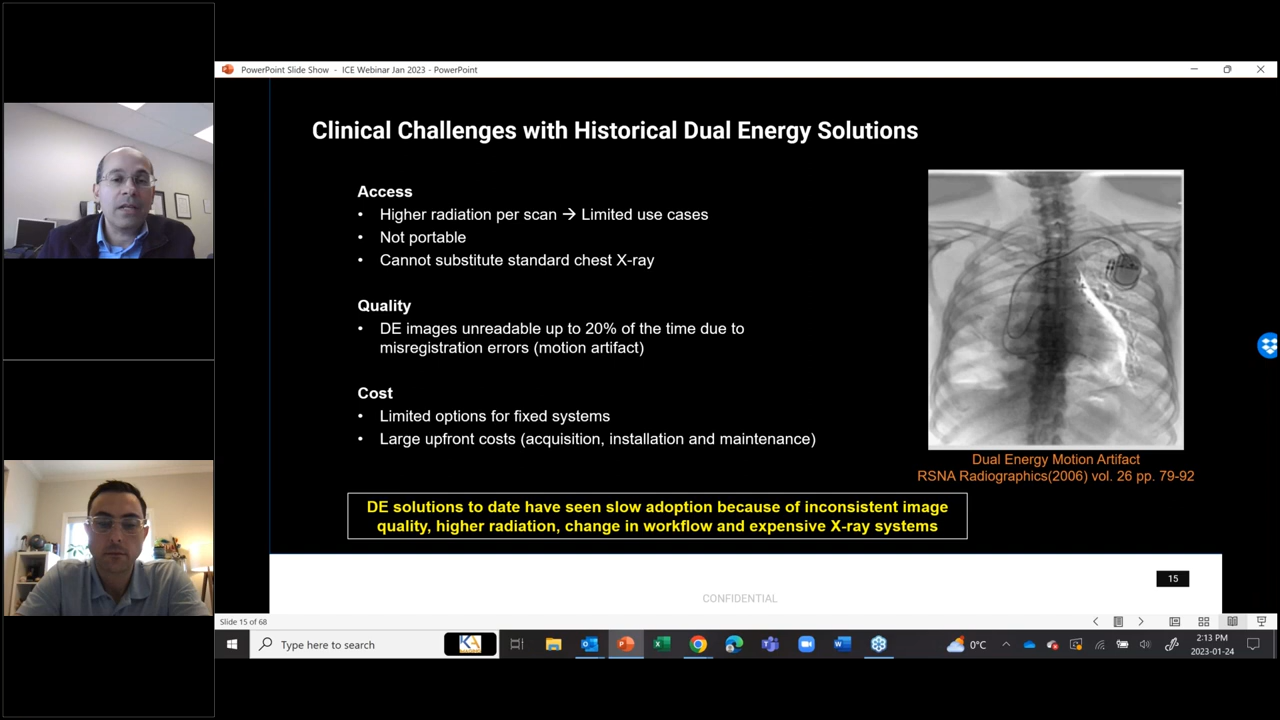 PowerPoint Slide Show - ICE Webinar Jan 2023 - PowerPoint
Clinical Challenges with Historical Dual Energy Solutions
Access
• Higher radiation per scan → Limited use cases
• Not portable
• Cannot substitute standard chest X-ray
Quality
• DE images unreadable up to 20% of the time due to
misregistration errors (motion artifact)
Cost
• Limited options for fixed systems
• Large upfront costs (acquisition, installation and maintenance)
Dual Energy Motion Artifact
RSNA Radiographics(2006) vol. 26 pp. 79-92
DE solutions to date have seen slow adoption because of inconsistent image
quality, higher radiation, change in workflow and expensive X-ray systems
15
CONFIDENTIAL
Slide 15 of 68
Type here to search
0°C
2:13 PM
2023-01-24